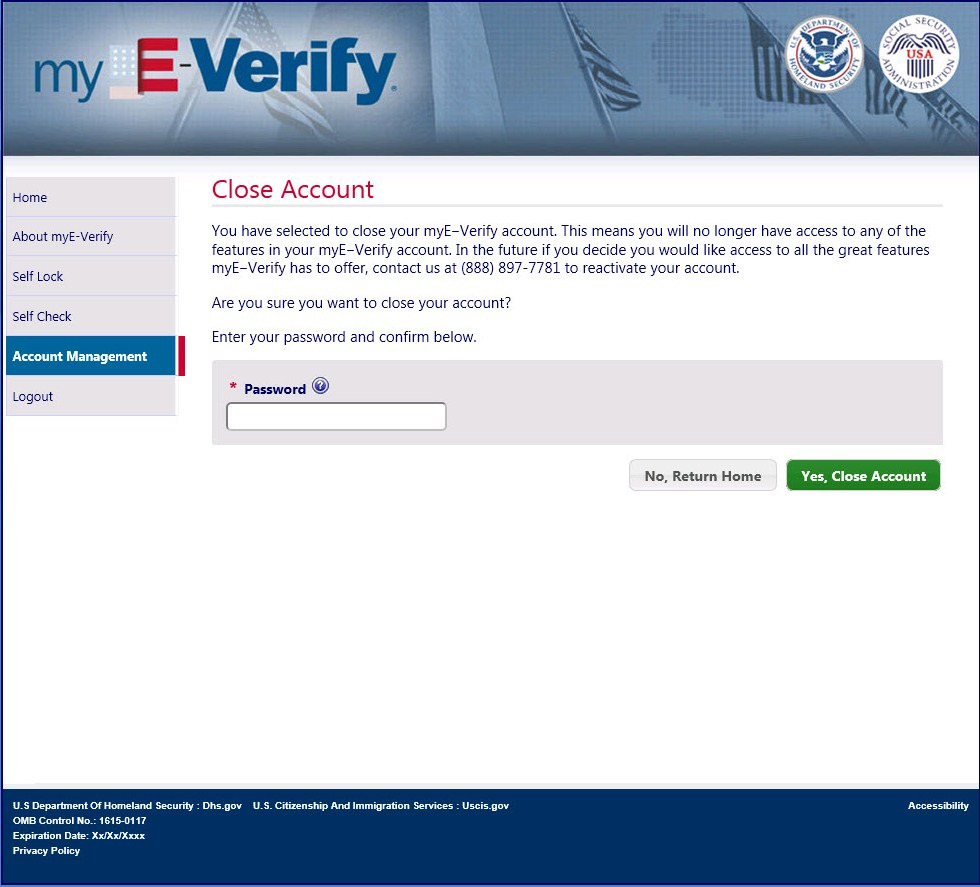 my E-Verify®
U.S. DEPARTMENT OF HOMELAND SECURITY
SOCIAL SECURITY ADMINISTRATION
USA
Home
About myE-Verify
Self Lock
Self Check
Account Management
Logout
Close Account
You have selected to close your myE–Verify account. This means you will no longer have access to any of the
features in your myE–Verify account. In the future if you decide you would like access to all the great features
myE–Verify has to offer, contact us at (888) 897-7781 to reactivate your account.
Are you sure you want to close your account?
Enter your password and confirm below.
* Password ?
No, Return Home
Yes, Close Account
U.S Department Of Homeland Security : Dhs.gov U.S. Citizenship And Immigration Services : Uscis.gov
Accessibility
OMB Control No.: 1615-0117
Expiration Date: Xx/Xx/Xxxx
Privacy Policy